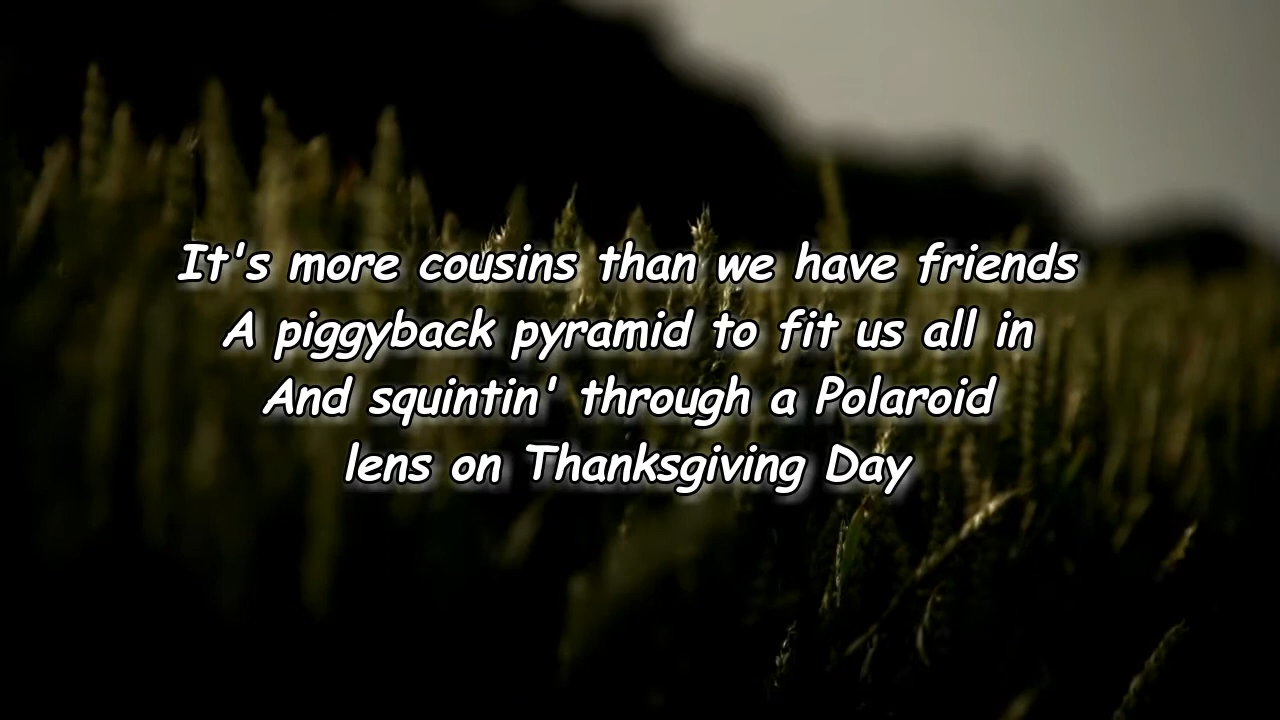 It's more cousins than we have friends
A piggyback pyramid to fit us all in
And squintin' through a Polaroid
lens on Thanksgiving Day